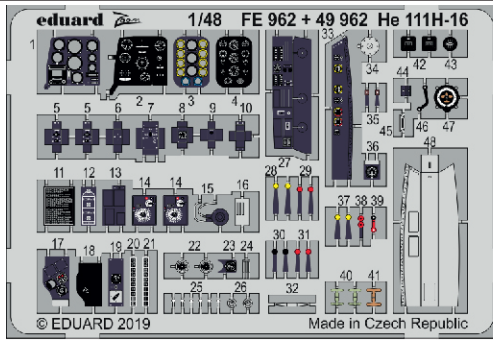 eduard Zoom 1/48 FE 962 + 49 962 He 111H-16
1 2 3 4 33 34 42 43
44 35 45 46 47
5 5 6 7 8 9 10
36 48
11 12 13 14 14 15 16 28 27 29
37 38 39
17 18 19 20 21 22 23 24 30 31
25 26 32 40 41
© EDUARD 2019 Made in Czech Republic